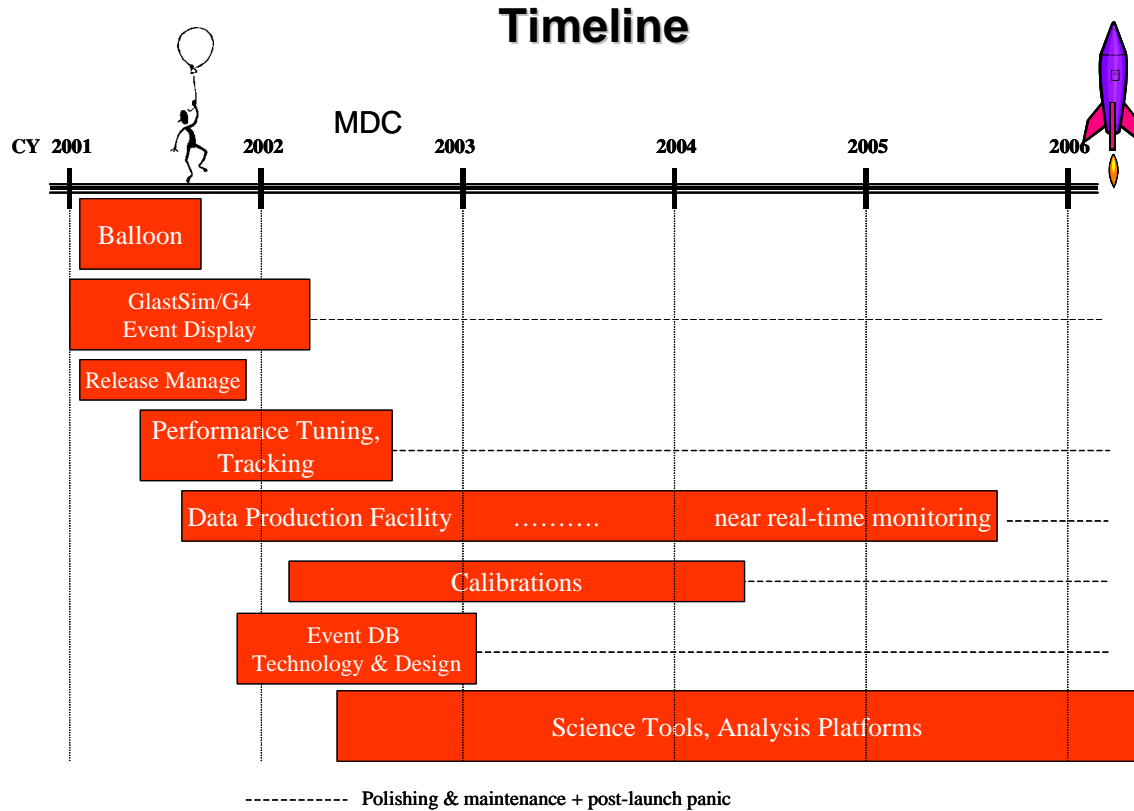 Timeline
MDC
CY 2001 2002 2003 2004 2005 2006
Balloon
GlastSim/G4
Event Display
Release Manage
Performance Tuning,
Tracking
Data Production Facility .......... near real-time monitoring
Calibrations
Event DB
Technology & Design
Science Tools, Analysis Platforms
Polishing & maintenance + post-launch panic